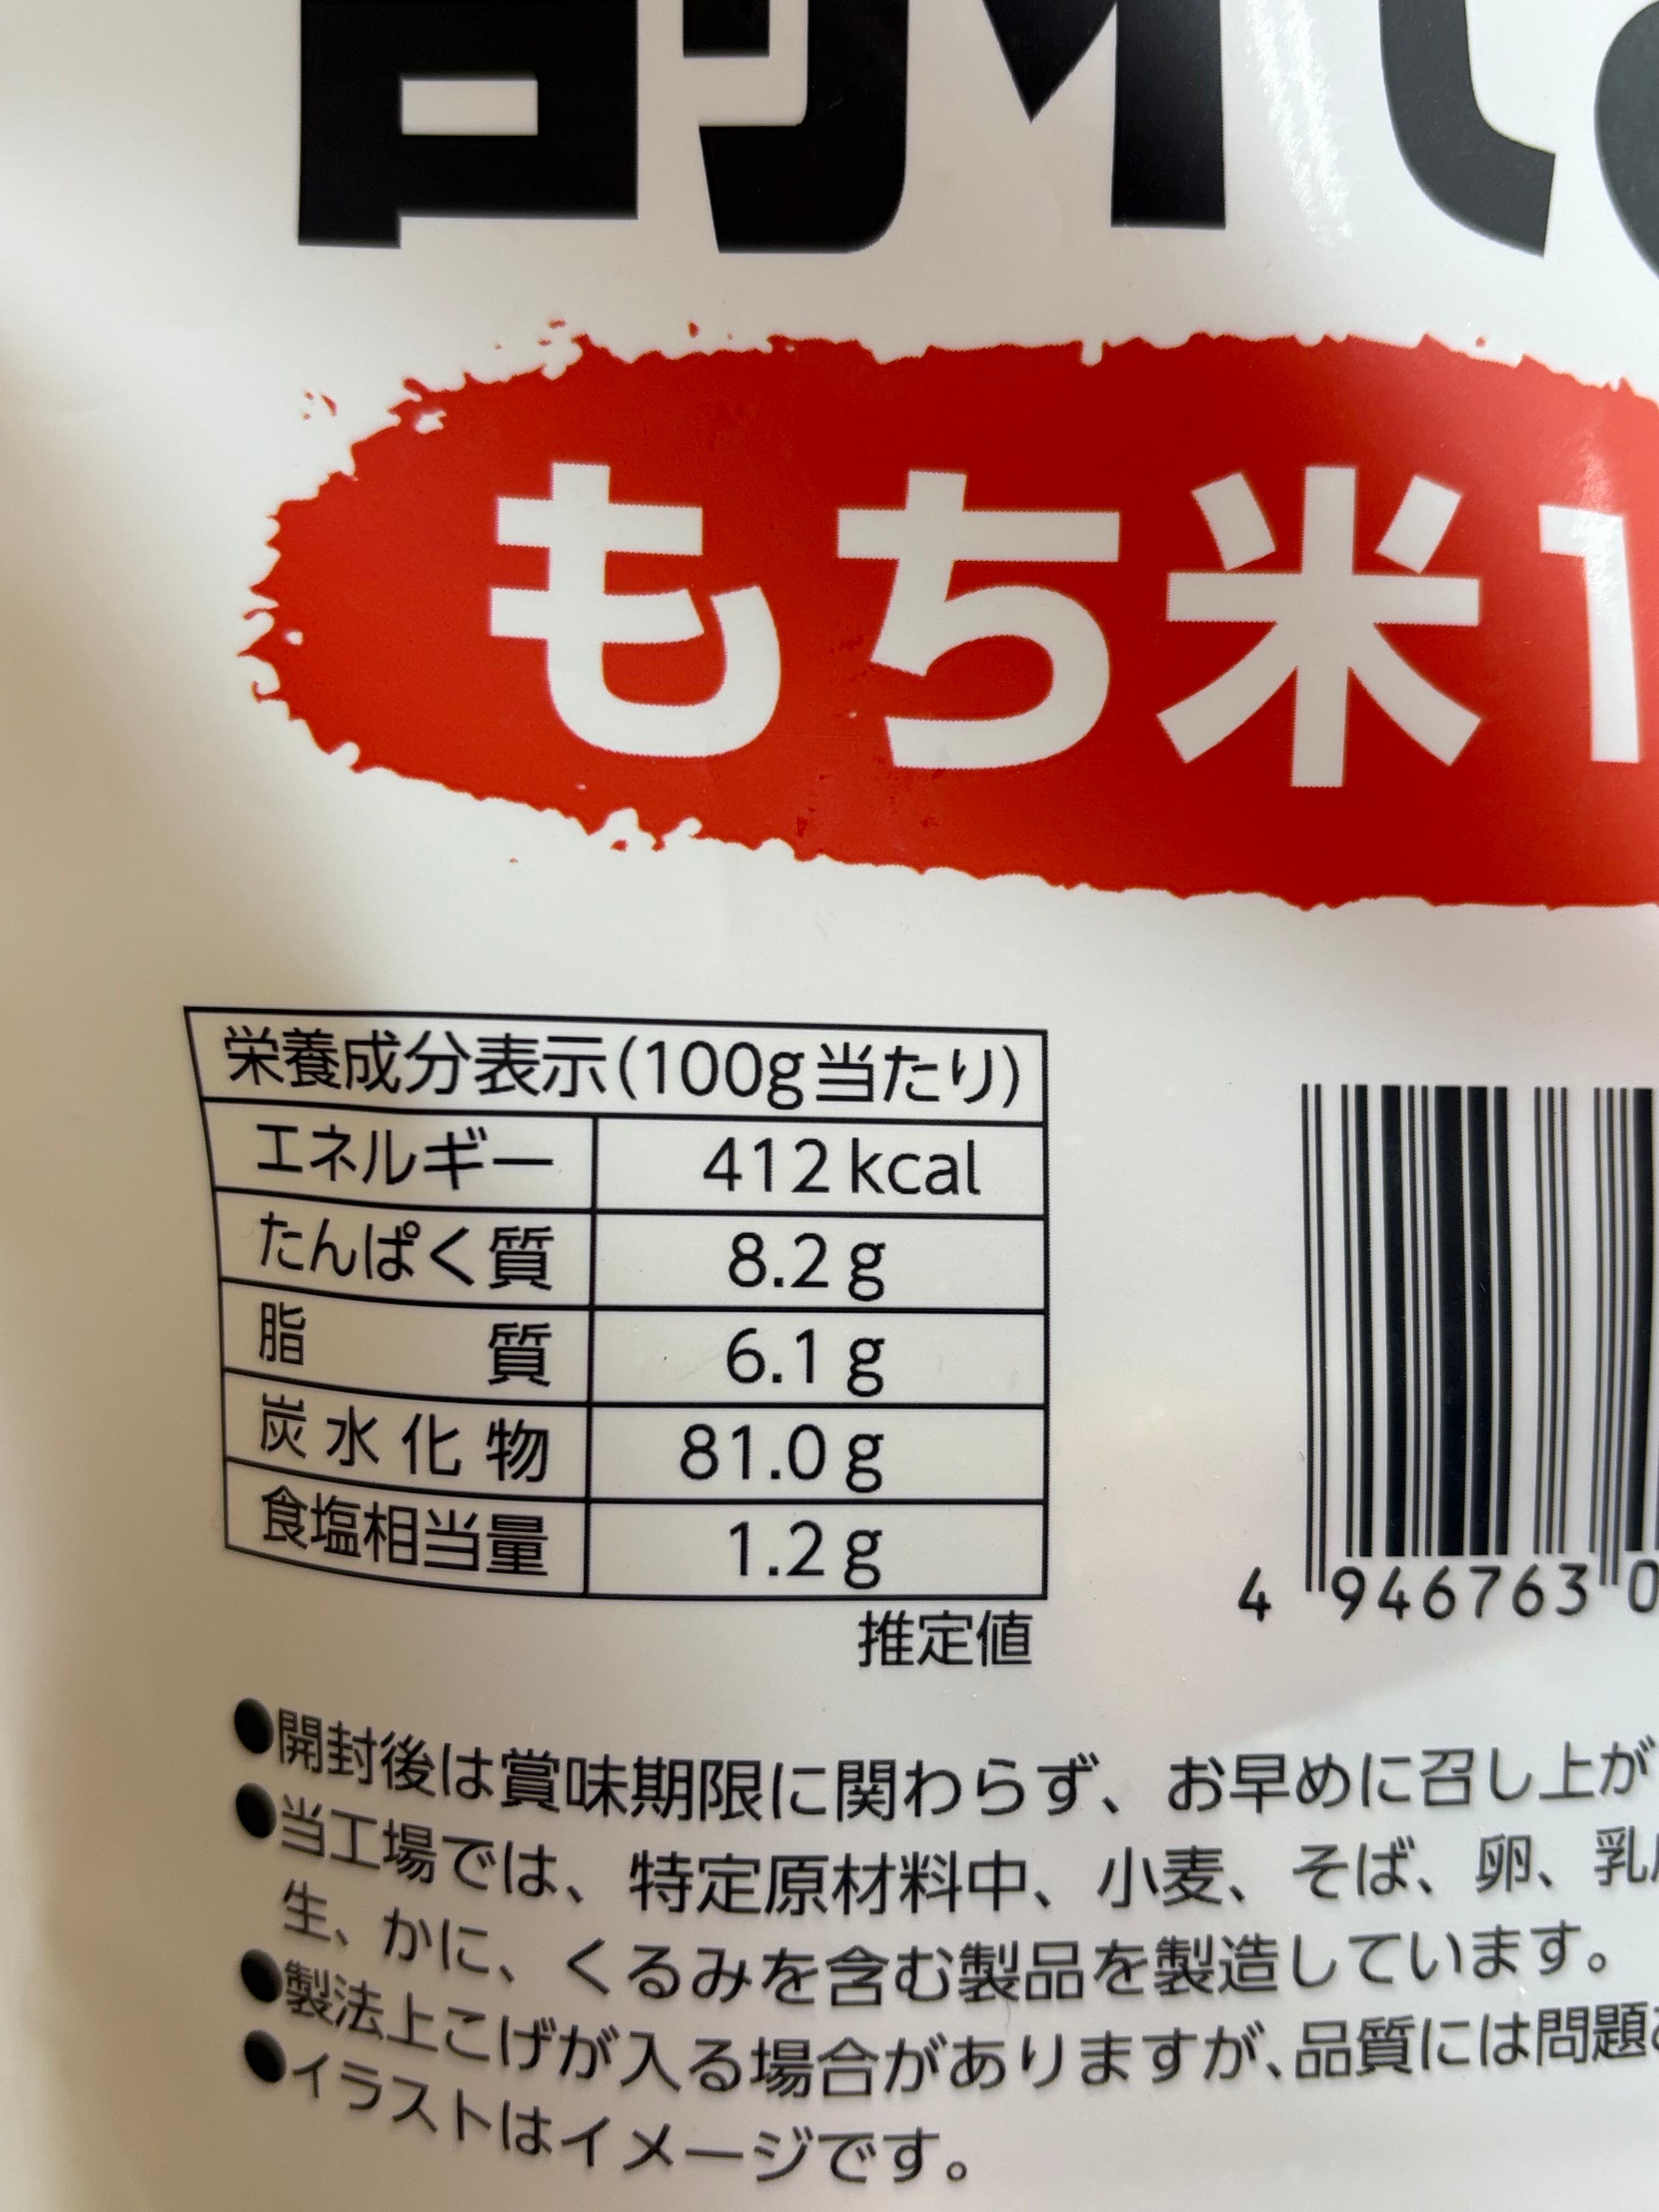 もち米1
栄養成分表示(100g当たり)
エネルギー 412kcal
たんぱく質 8.2g
脂質 6.1g
炭水化物 81.0g
食塩相当量 1.2g
推定値
4 946763 0
●開封後は賞味期限に関わらず、お早めに召し上が
●当工場では、特定原材料中、小麦、そば、卵、乳
生、かに、くるみを含む製品を製造しています。
●製法上こげが入る場合がありますが、品質には問題
●イラストはイメージです。